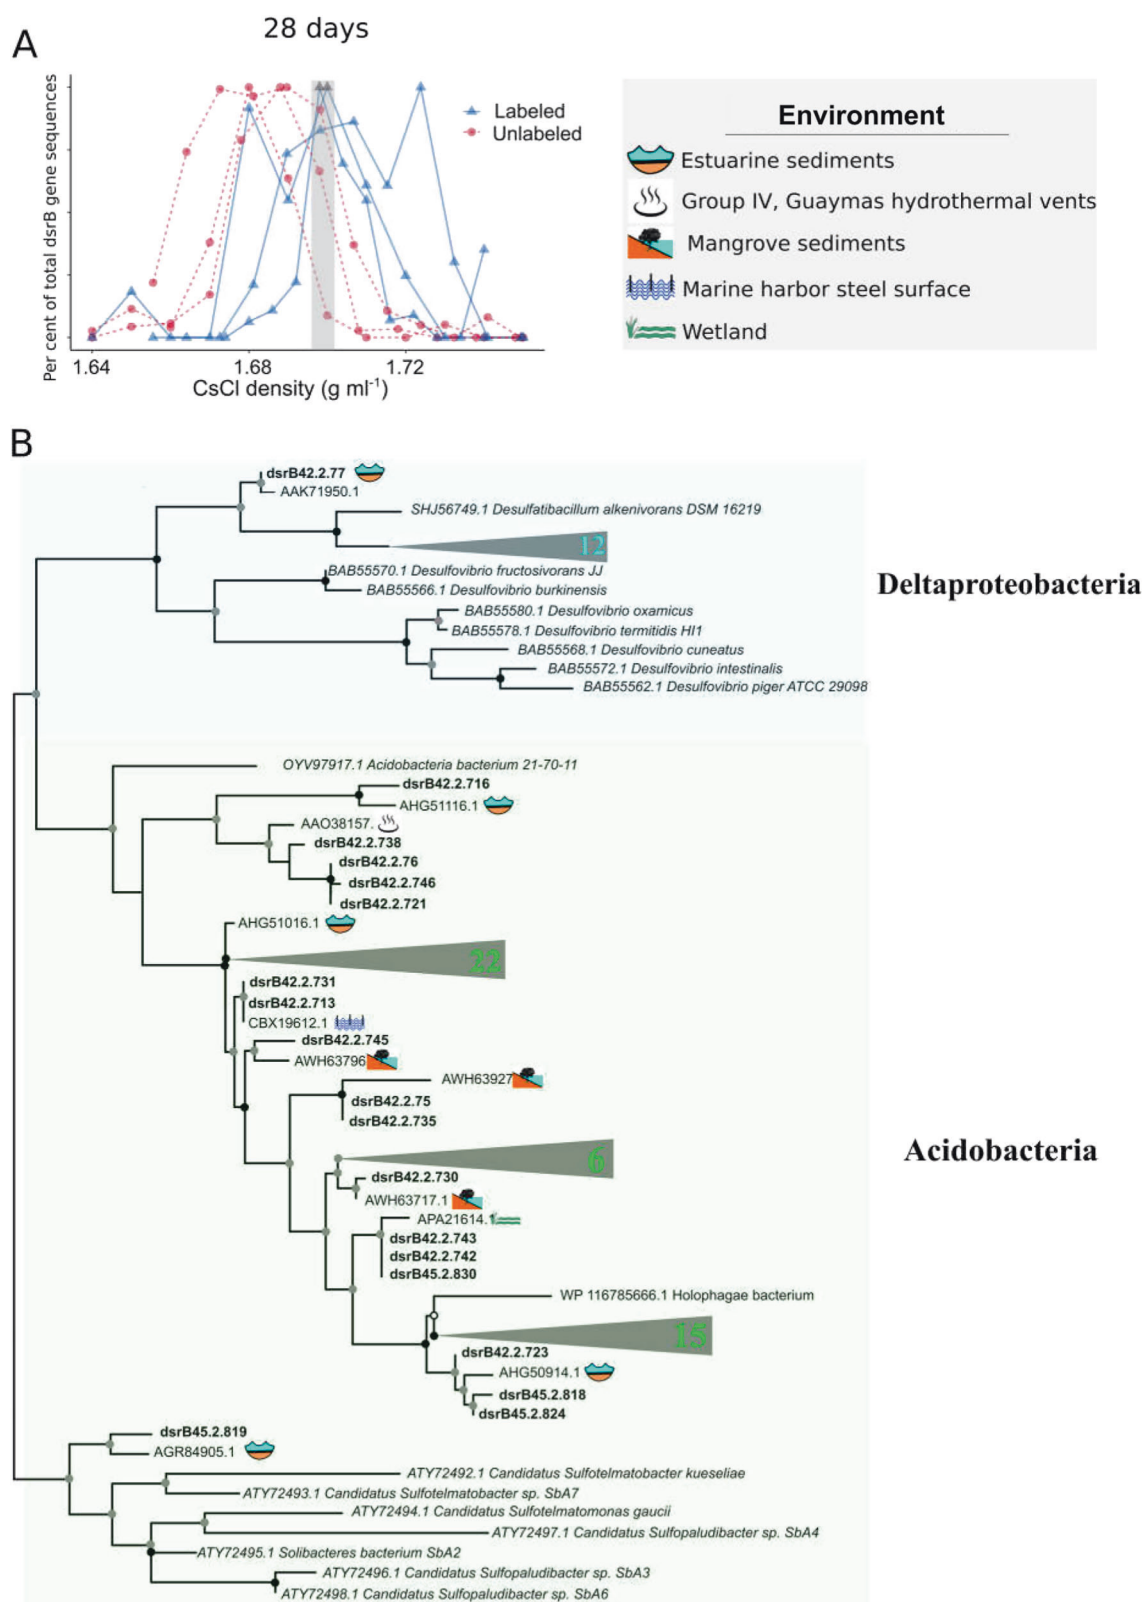 A
28 days
Per cent of total dsrB gene sequences
Labeled
Unlabeled
1.64
1.68
1.72
CsCl density (g ml-1)
Environment
Estuarine sediments
Group IV, Guaymas hydrothermal vents
Mangrove sediments
Marine harbor steel surface
Wetland
B
dsrB42.2.77
AAK71950.1
SHJ56749.1 Desulfatibacillum alkenivorans DSM 16219
12
BAB55570.1 Desulfovibrio fructosivorans JJ
BAB55566.1 Desulfovibrio burkinensis
BAB55580.1 Desulfovibrio oxamicus
BAB55578.1 Desulfovibrio termitidis HI1
BAB55568.1 Desulfovibrio cuneatus
BAB55572.1 Desulfovibrio intestinalis
BAB55562.1 Desulfovibrio piger ATCC 29098
Deltaproteobacteria
OYV97917.1 Acidobacteria bacterium 21-70-11
dsrB42.2.716
AHG51116.1
AAO38157.
dsrB42.2.738
dsrB42.2.76
dsrB42.2.746
dsrB42.2.721
AHG51016.1
22
dsrB42.2.731
dsrB42.2.713
CBX19612.1
dsrB42.2.745
AWH63796
AWH63927
dsrB42.2.75
dsrB42.2.735
Acidobacteria
6
dsrB42.2.730
AWH63717.1
APA21614.1
dsrB42.2.743
dsrB42.2.742
dsrB45.2.830
WP 116785666.1 Holophagae bacterium
15
dsrB42.2.723
AHG50914.1
dsrB45.2.818
dsrB45.2.824
dsrB45.2.819
AGR84905.1
ATY72492.1 Candidatus Sulfotelmatobacter kueseliae
ATY72493.1 Candidatus Sulfotelmatobacter sp. SbA7
ATY72494.1 Candidatus Sulfotelmatomonas gaucii
ATY72497.1 Candidatus Sulfopaludibacter sp. SbA4
ATY72495.1 Solibacteres bacterium SbA2
ATY72496.1 Candidatus Sulfopaludibacter sp. SbA3
ATY72498.1 Candidatus Sulfopaludibacter sp. SbA6